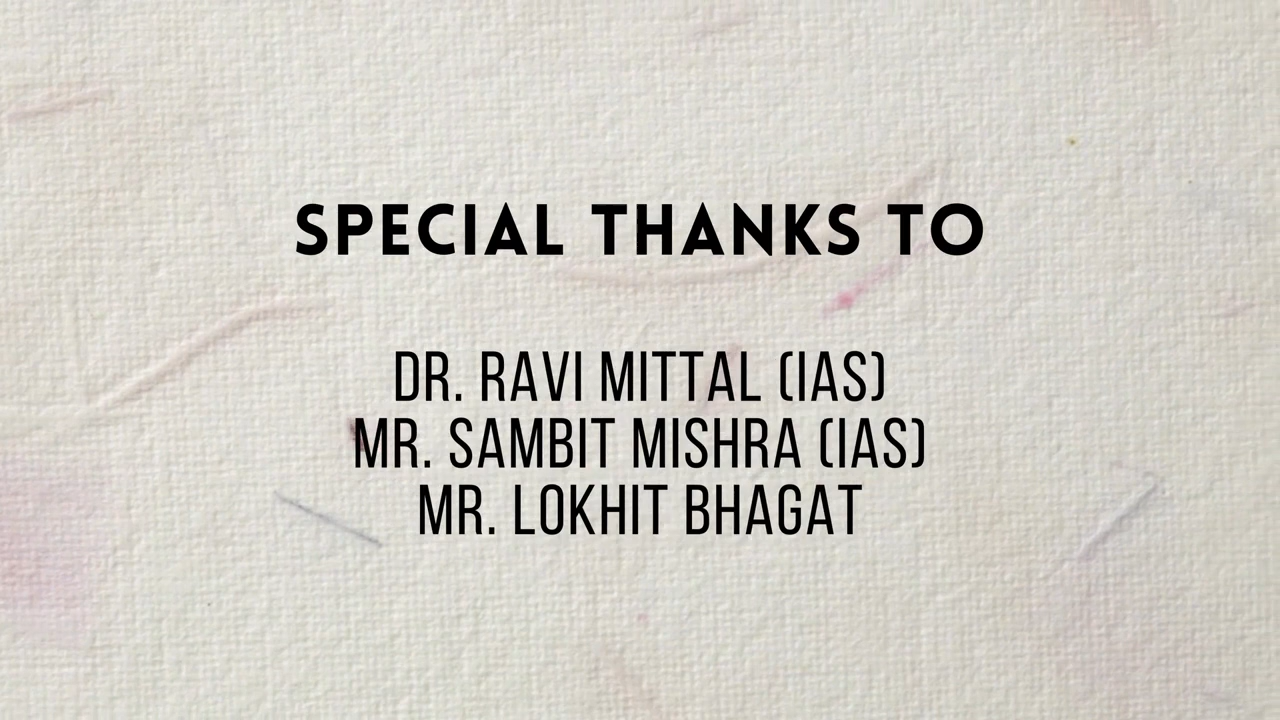 SPECIAL THANKS TO
DR. RAVI MITTAL (IAS)
MR. SAMBIT MISHRA (IAS)
MR. LOKHIT BHAGAT